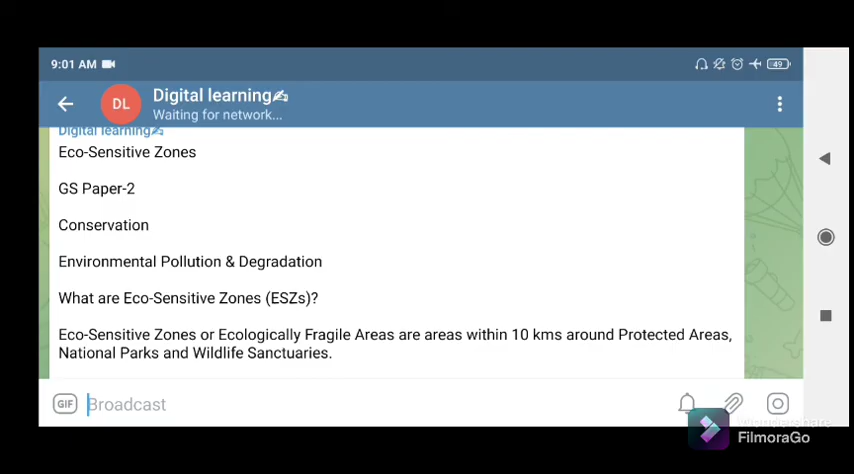 9:01 AM
49
DL
Digital learning✍
Waiting for network...
Digital learning✍
Eco-Sensitive Zones
GS Paper-2
Conservation
Environmental Pollution & Degradation
What are Eco-Sensitive Zones (ESZs)?
Eco-Sensitive Zones or Ecologically Fragile Areas are areas within 10 kms around Protected Areas,
National Parks and Wildlife Sanctuaries.
GIF
Broadcast
FilmoraGo